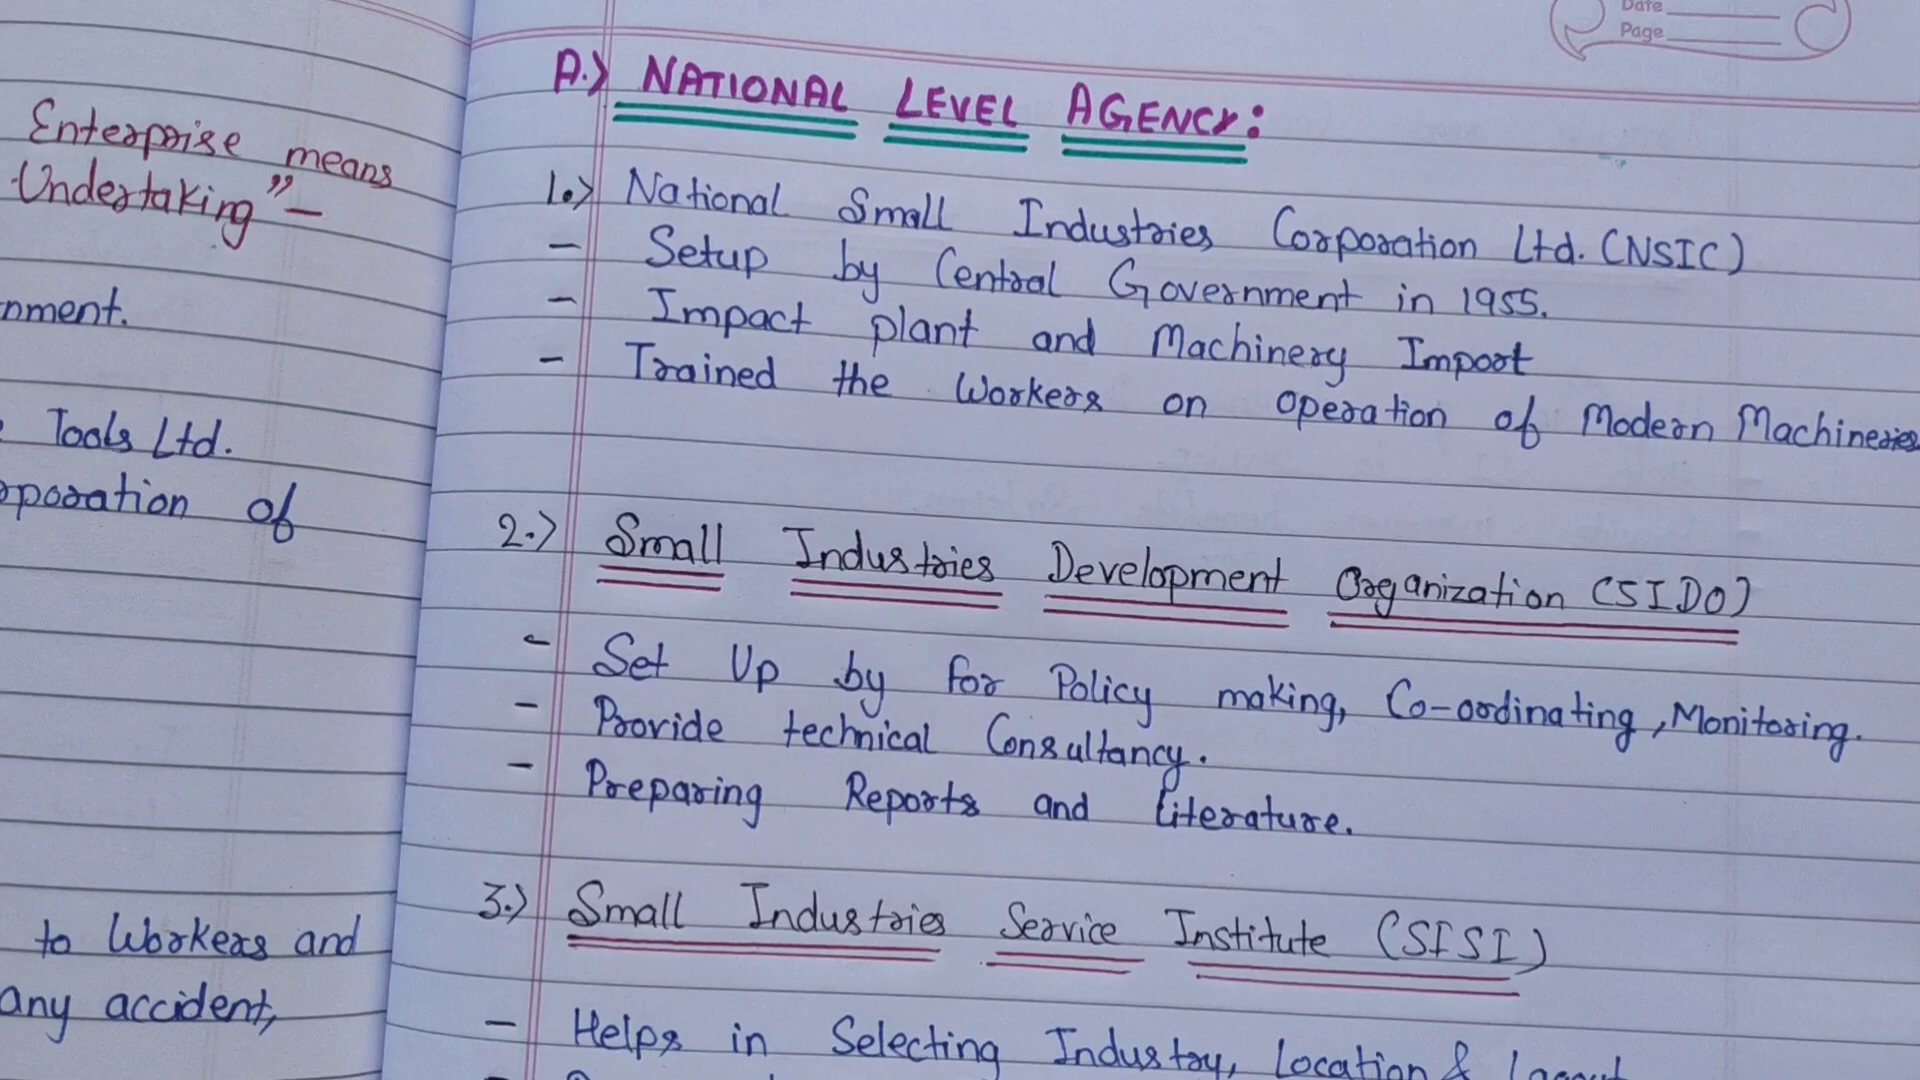 Enterprise means
Undertaking" -
nment.
Tools Ltd.
rporation of
to Workers and
any accident,
Date
Page
A.) NATIONAL LEVEL AGENCY:
1.) National Small Industries Corporation Ltd. (NSIC)
- Setup by Central Government in 1955.
- Impact plant and Machinery Import
- Trained the Workers on operation of Modern Machineries
2.) Small Industries Development Organization (SIDO)
- Set Up by for Policy making, Co-ordinating, Monitoring.
- Provide technical Consultancy.
- Preparing Reports and literature.
3.) Small Industries Service Institute (SISI)
- Helps in Selecting Industry, Location &